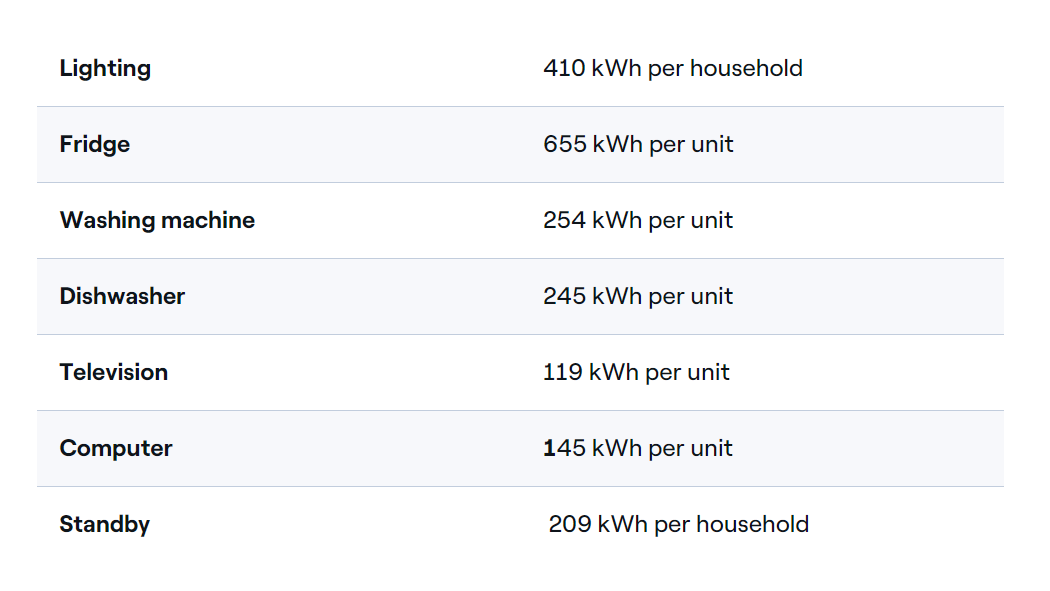 Lighting 410 kWh per household
Fridge 655 kWh per unit
Washing machine 254 kWh per unit
Dishwasher 245 kWh per unit
Television 119 kWh per unit
Computer 145 kWh per unit
Standby 209 kWh per household